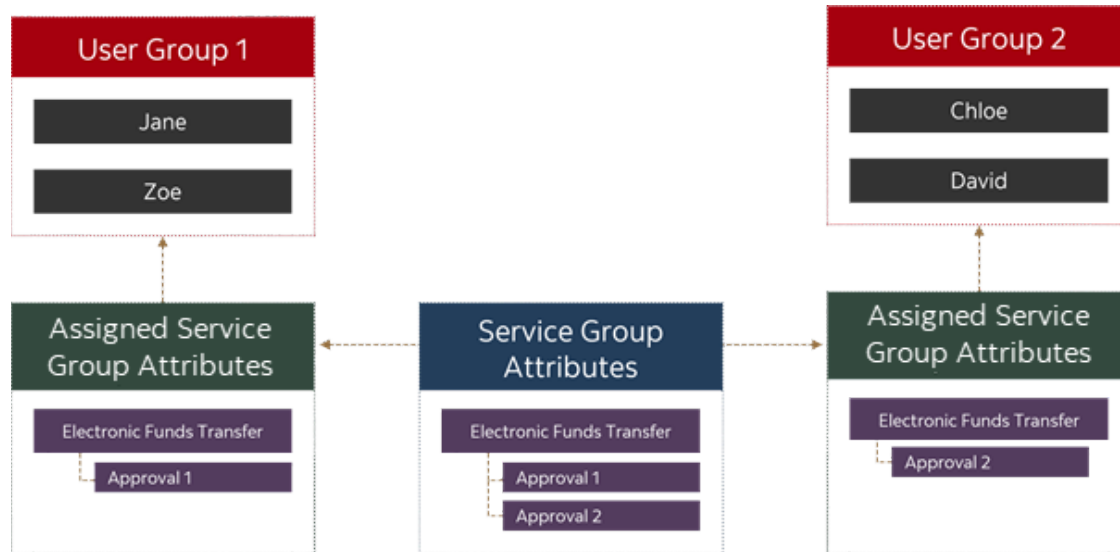 User Group 1
Jane
Zoe
User Group 2
Chloe
David
Assigned Service
Group Attributes
Electronic Funds Transfer
Approval 1
Service Group
Attributes
Electronic Funds Transfer
Approval 1
Approval 2
Assigned Service
Group Attributes
Electronic Funds Transfer
Approval 2